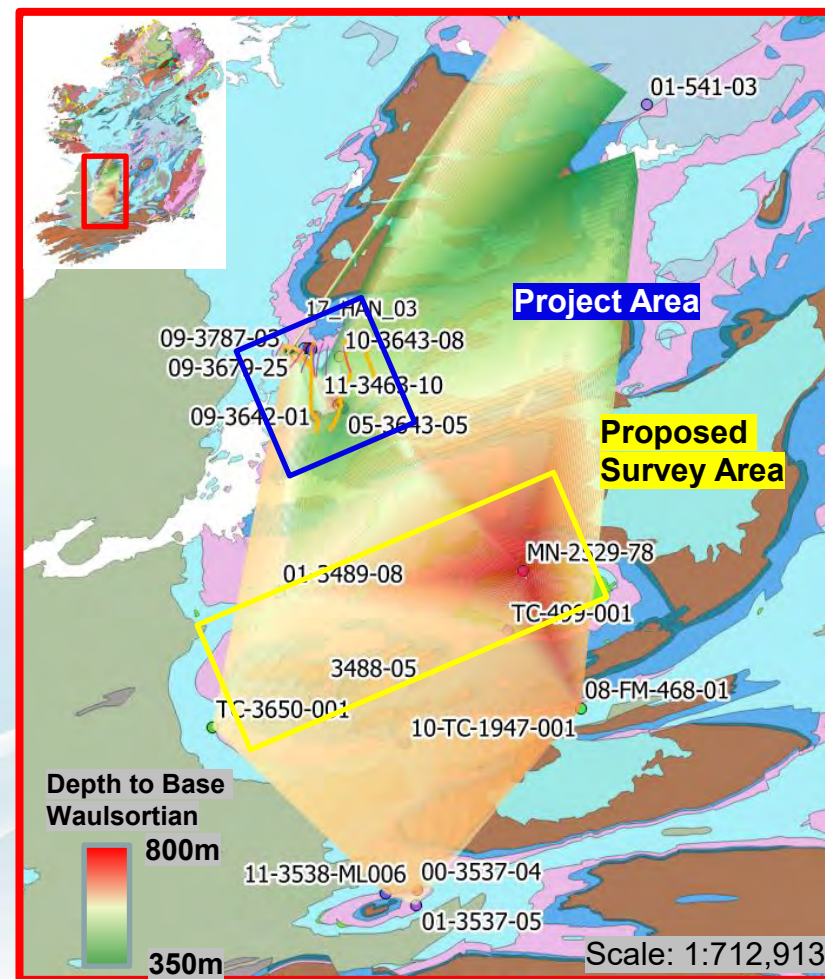 01-541-03
Project Area
17_HAN_03
09-3787-03
10-3643-08
09-3679-25
11-3463-10
09-3642-01
05-3643-05
Proposed
Survey Area
MN-2529-78
01-3489-08
TC-499-001
3488-05
08-FM-468-01
TC-3650-001
10-TC-1947-001
Depth to Base
Waulsortian
800m
11-3538-ML006
00-3537-04
01-3537-05
350m
Scale: 1:712,913